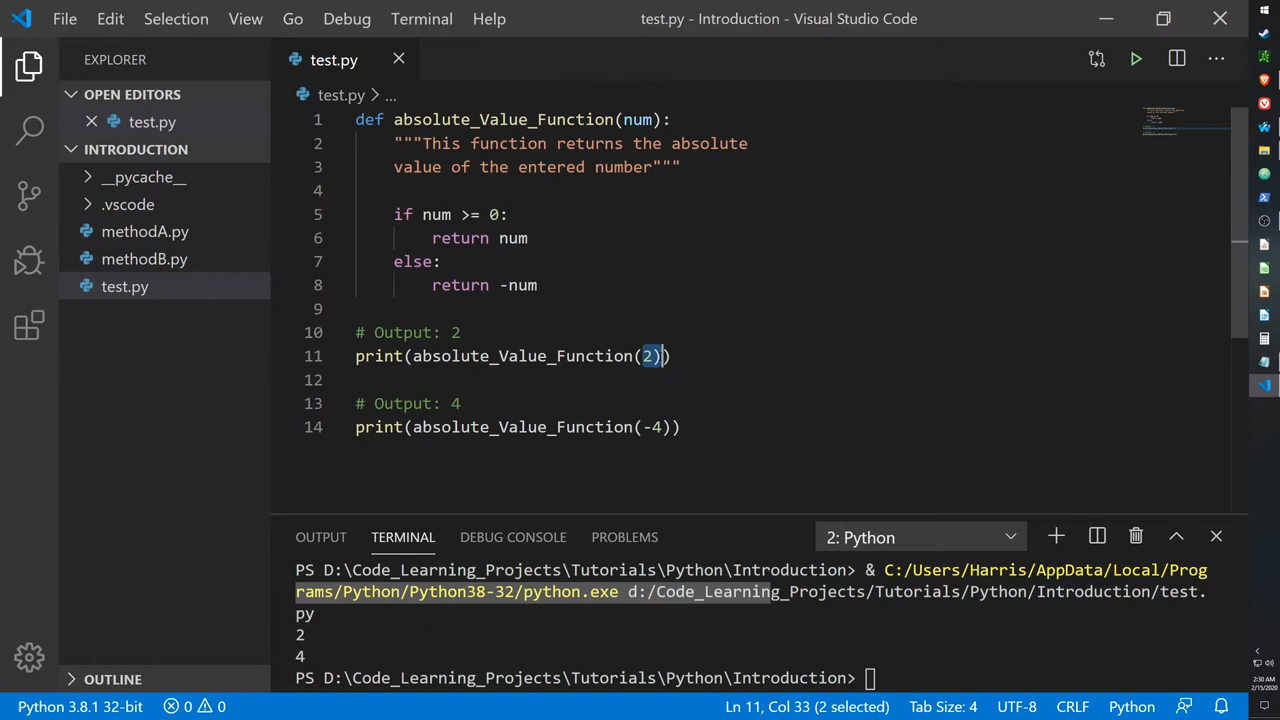 File Edit Selection View Go Debug Terminal Help test.py - Introduction - Visual Studio Code
EXPLORER
OPEN EDITORS
test.py
INTRODUCTION
__pycache__
.vscode
methodA.py
methodB.py
test.py
OUTLINE
test.py
test.py > ...
1 def absolute_Value_Function(num):
2 """This function returns the absolute
3 value of the entered number"""
4
5 if num >= 0:
6 return num
7 else:
8 return -num
9
10 # Output: 2
11 print(absolute_Value_Function(2))
12
13 # Output: 4
14 print(absolute_Value_Function(-4))
OUTPUT TERMINAL DEBUG CONSOLE PROBLEMS 2: Python
PS D:\Code_Learning_Projects\Tutorials\Python\Introduction> & C:/Users/Harris/AppData/Local/Prog
rams/Python/Python38-32/python.exe d:/Code_Learning_Projects/Tutorials/Python/Introduction/test.
py
2
4
PS D:\Code_Learning_Projects\Tutorials\Python\Introduction>
Python 3.8.1 32-bit 0 0 Ln 11, Col 33 (2 selected) Tab Size: 4 UTF-8 CRLF Python
2:30 AM
2/15/2020